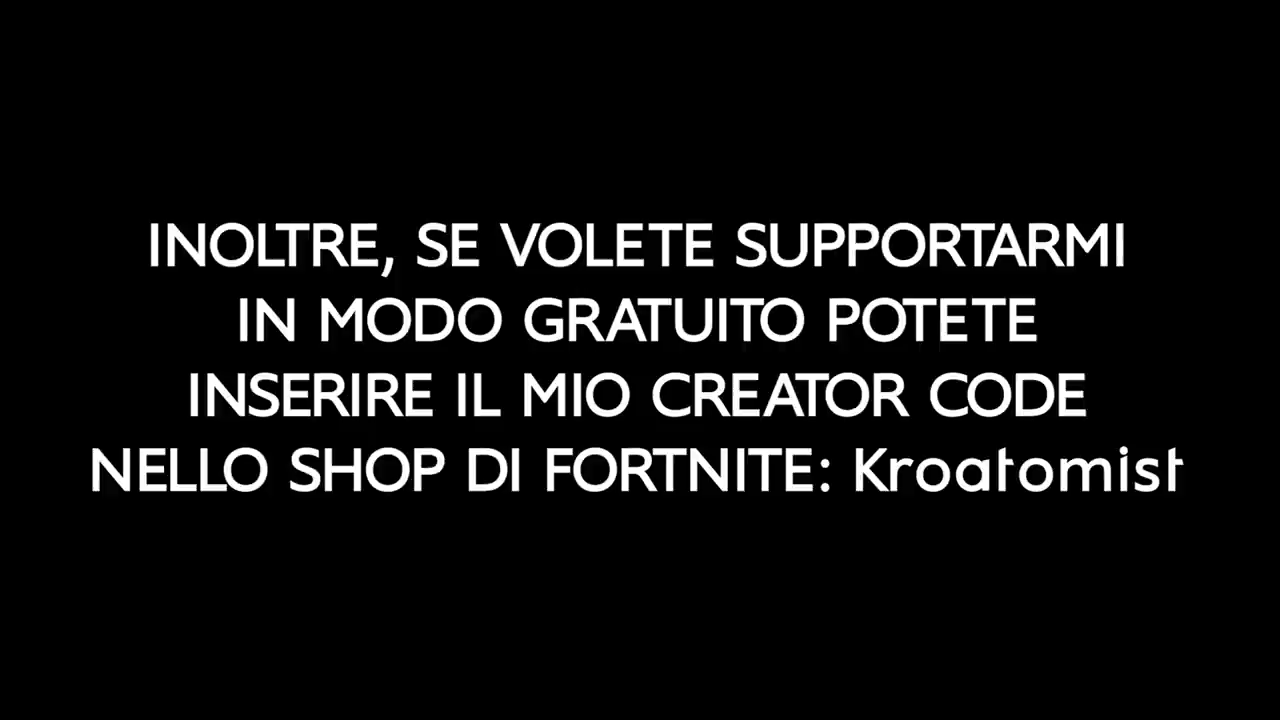 INOLTRE, SE VOLETE SUPPORTARMI
IN MODO GRATUITO POTETE
INSERIRE IL MIO CREATOR CODE
NELLO SHOP DI FORTNITE: Kroatomist